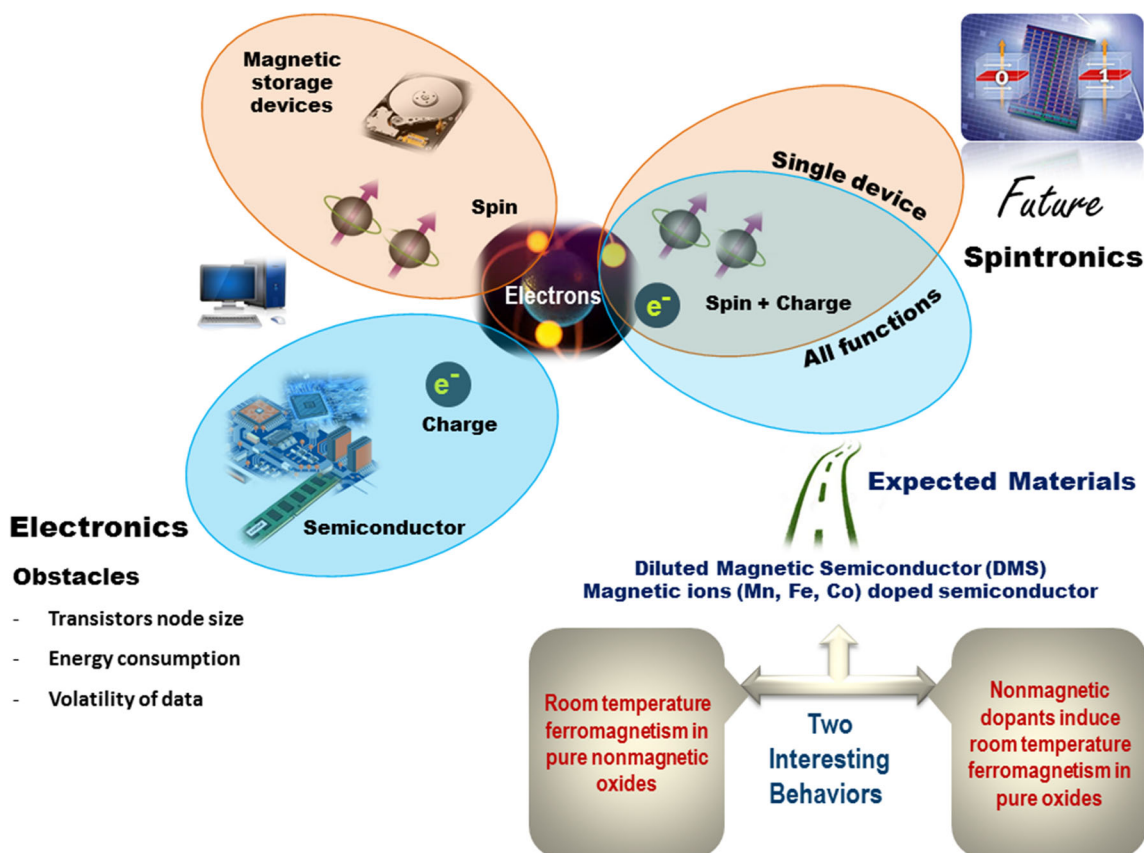 Magnetic
storage
devices
Spin
Electrons
e-
Charge
Semiconductor
Electronics
Obstacles
- Transistors node size
- Energy consumption
- Volatility of data
0
1
Future
Spintronics
Single device
All functions
e-
Spin + Charge
Expected Materials
Diluted Magnetic Semiconductor (DMS)
Magnetic ions (Mn, Fe, Co) doped semiconductor
Room temperature
ferromagnetism in
pure nonmagnetic
oxides
Two
Interesting
Behaviors
Nonmagnetic
dopants induce
room temperature
ferromagnetism in
pure oxides